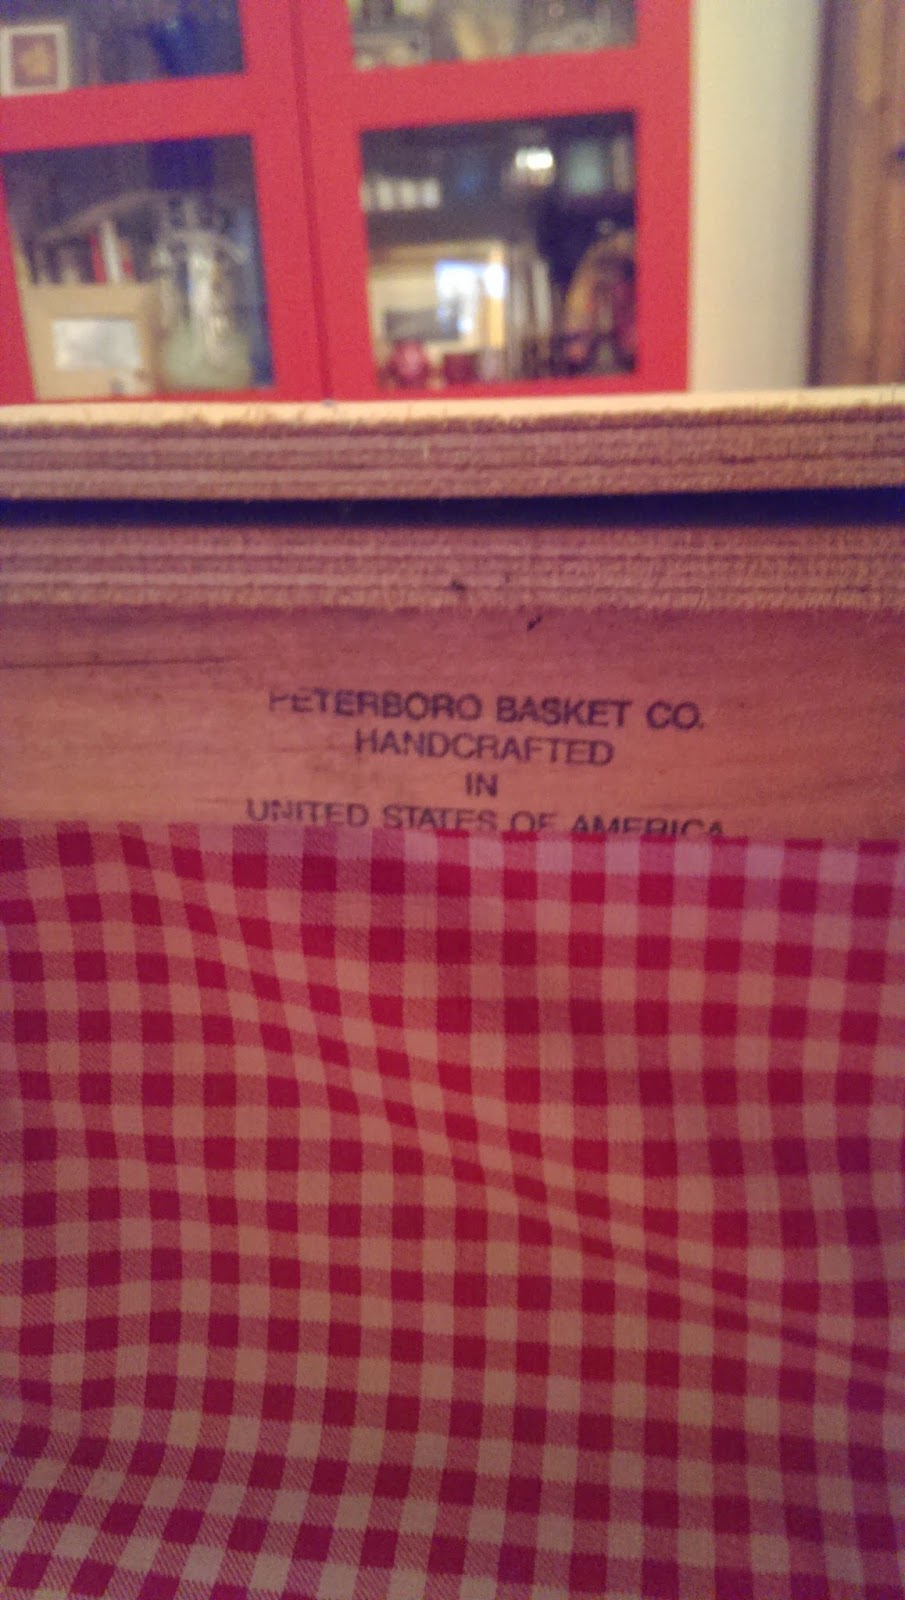 PETERBORO BASKET CO.
HANDCRAFTED
IN
UNITED STATES OF AMERICA